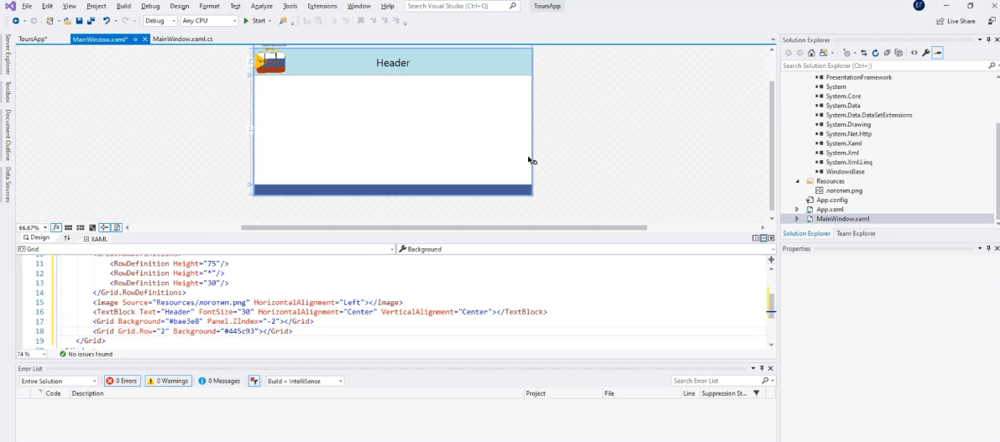 File Edit View Project Build Debug Design Format Test Analyze Tools Extensions Window Help Search Visual Studio (Ctrl+Q) ToursApp
ЕГ
Debug Any CPU Start Live Share
Server Explorer
Toolbox
Document Outline
Data Sources
ToursApp* MainWindow.xaml* MainWindow.xaml.cs
Header
66.67% fx
Design XAML
Grid Background
11 <RowDefinition Height="75"/>
12 <RowDefinition Height="*"/>
13 <RowDefinition Height="30"/>
14 </Grid.RowDefinitions>
15 <Image Source="Resources/логотип.png" HorizontalAlignment="Left"></Image>
16 <TextBlock Text="Header" FontSize="30" HorizontalAlignment="Center" VerticalAlignment="Center"></TextBlock>
17 <Grid Background="#bae3e8" Panel.ZIndex="-2"></Grid>
18 <Grid Grid.Row="2" Background="#445c93"></Grid>
19 </Grid>
74% No issues found
Error List
Entire Solution 0 Errors 0 Warnings 0 Messages Build + IntelliSense Search Error List
Code Description Project File Line Suppression St...
Solution Explorer
Search Solution Explorer (Ctrl+;)
PresentationFramework
System
System.Core
System.Data
System.Data.DataSetExtensions
System.Drawing
System.Net.Http
System.Xaml
System.Xml
System.Xml.Linq
WindowsBase
Resources
логотип.png
App.config
App.xaml
MainWindow.xaml
Solution Explorer Team Explorer
Properties